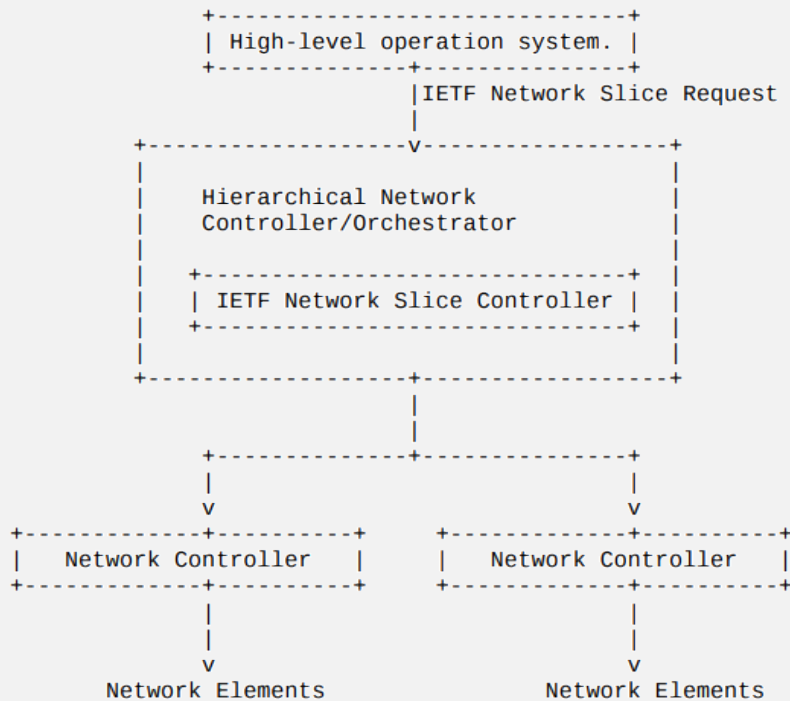 High-level operation system.
IETF Network Slice Request
Hierarchical Network
Controller/Orchestrator
IETF Network Slice Controller
Network Controller Network Controller
Network Elements Network Elements